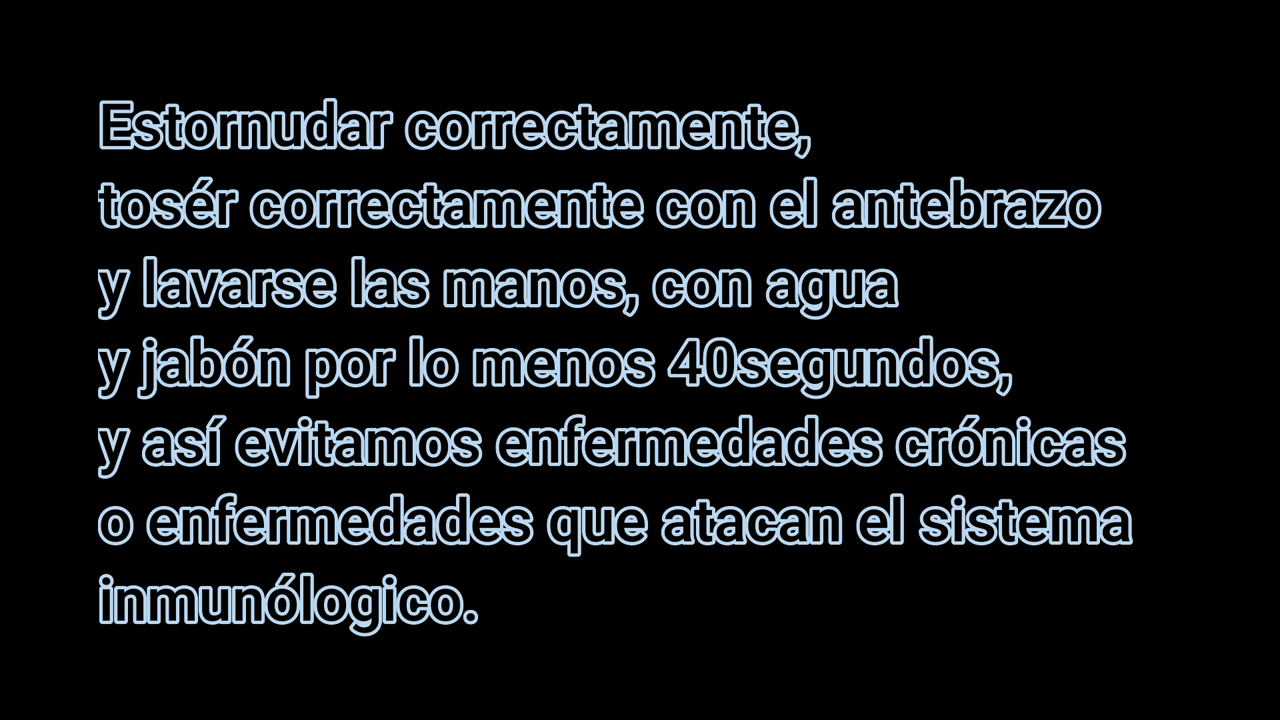 Estornudar correctamente,
tosér correctamente con el antebrazo
y lavarse las manos, con agua
y jabón por lo menos 40segundos,
y así evitamos enfermedades crónicas
o enfermedades que atacan el sistema
inmunólogico.